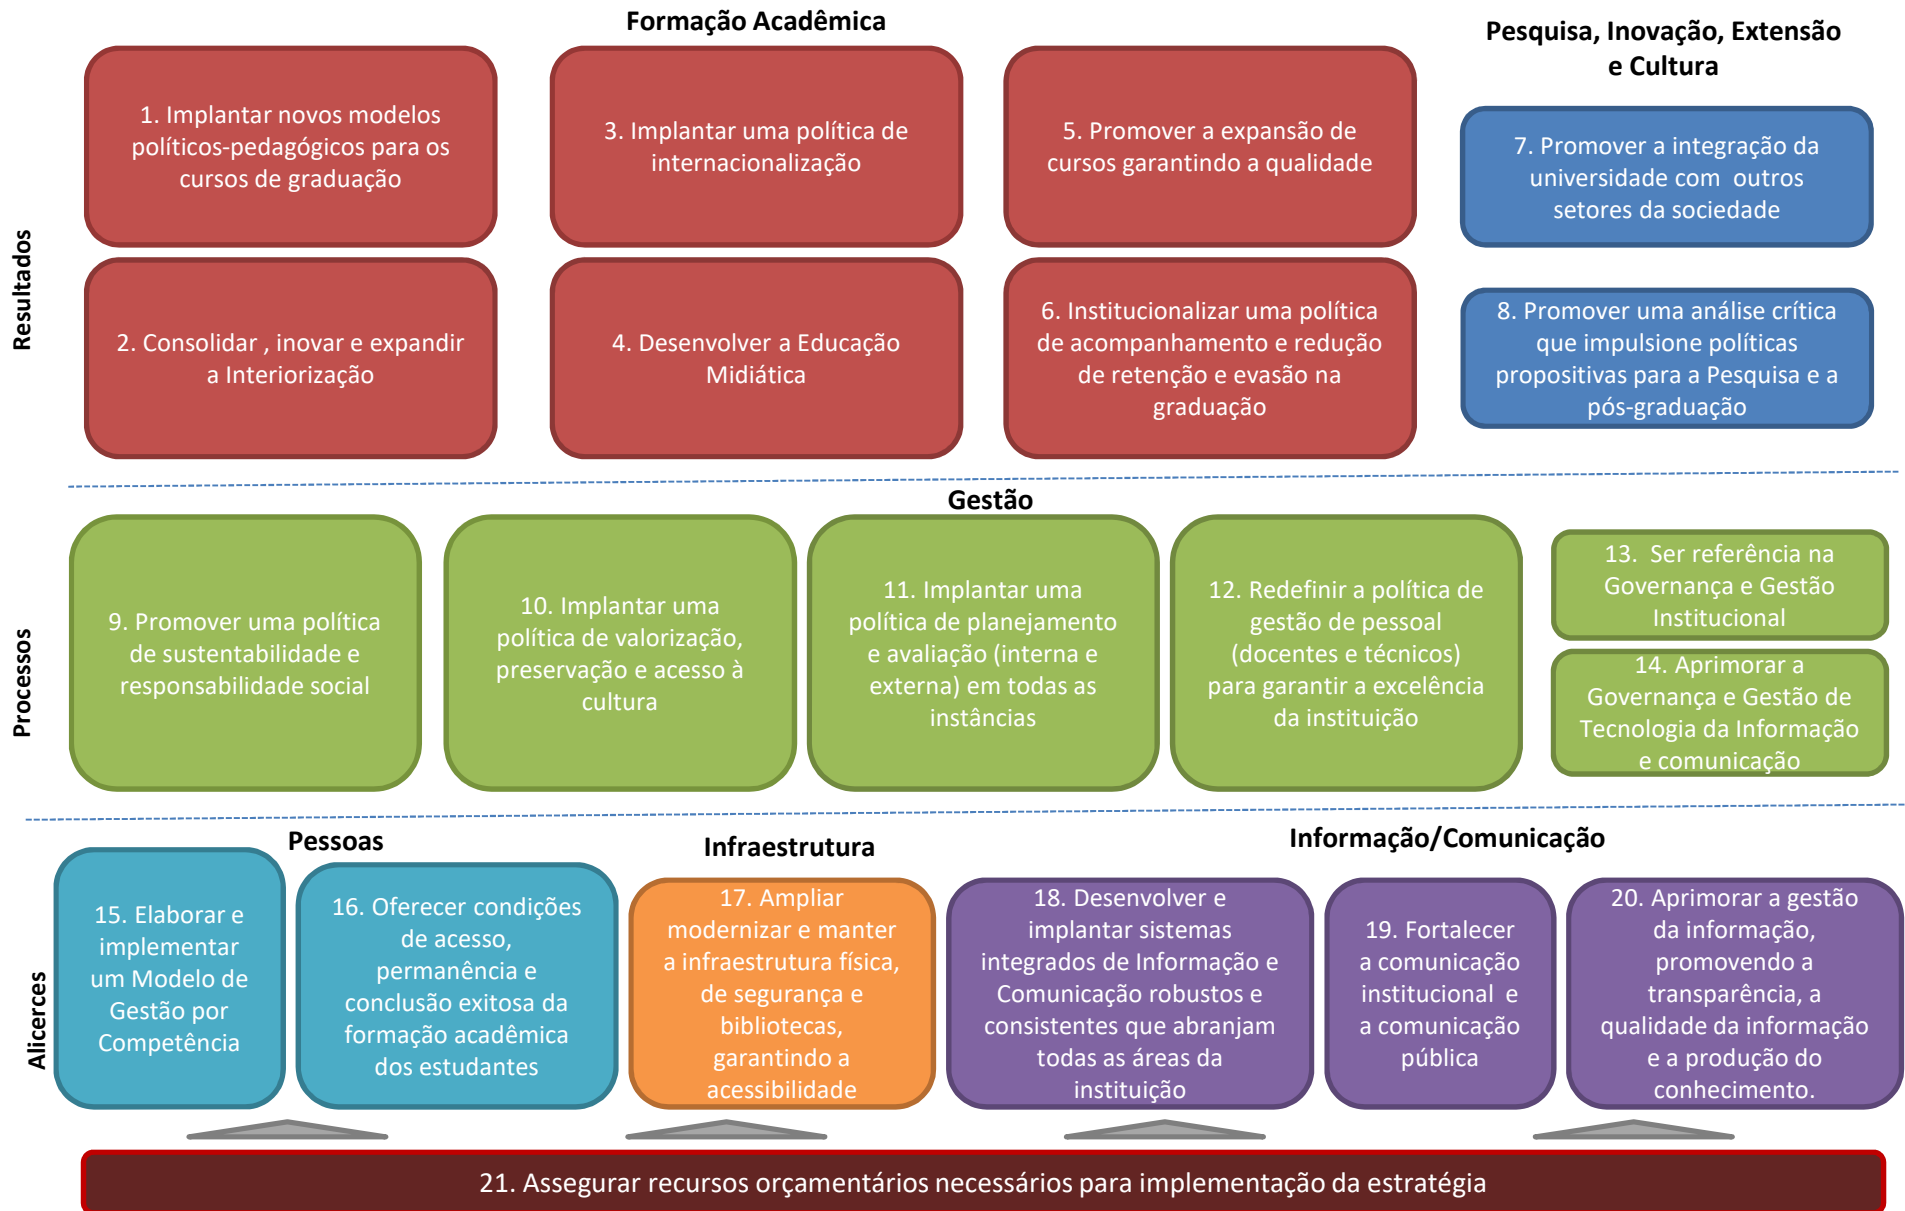 Formação Acadêmica
Pesquisa, Inovação, Extensão
e Cultura
Resultados
1. Implantar novos modelos
políticos-pedagógicos para os
cursos de graduação
3. Implantar uma política de
internacionalização
5. Promover a expansão de
cursos garantindo a qualidade
7. Promover a integração da
universidade com  outros
setores da sociedade
2. Consolidar , inovar e expandir
a Interiorização
4. Desenvolver a Educação
Midiática
6. Institucionalizar uma política
de acompanhamento e redução
de retenção e evasão na
graduação
8. Promover uma análise crítica
que impulsione políticas
propositivas para a Pesquisa e a
pós-graduação
Gestão
Processos
9. Promover uma política
de sustentabilidade e
responsabilidade social
10. Implantar uma
política de valorização,
preservação e acesso à
cultura
11. Implantar uma
política de planejamento
e avaliação (interna e
externa) em todas as
instâncias
12. Redefinir a política de
gestão de pessoal
(docentes e técnicos)
para garantir a excelência
da instituição
13.  Ser referência na
Governança e Gestão
Institucional
14. Aprimorar a
Governança e Gestão de
Tecnologia da Informação
e comunicação
Alicerces
Pessoas
15. Elaborar e
implementar
um Modelo de
Gestão por
Competência
16. Oferecer condições
de acesso,
permanência e
conclusão exitosa da
formação acadêmica
dos estudantes
Infraestrutura
17. Ampliar
modernizar e manter
a infraestrutura física,
de segurança e
bibliotecas,
garantindo a
acessibilidade
Informação/Comunicação
18. Desenvolver e
implantar sistemas
integrados de Informação e
Comunicação robustos e
consistentes que abranjam
todas as áreas da
instituição
19. Fortalecer
a comunicação
institucional  e
a comunicação
pública
20. Aprimorar a gestão
da informação,
promovendo a
transparência, a
qualidade da informação
e a produção do
conhecimento.
21. Assegurar recursos orçamentários necessários para implementação da estratégia